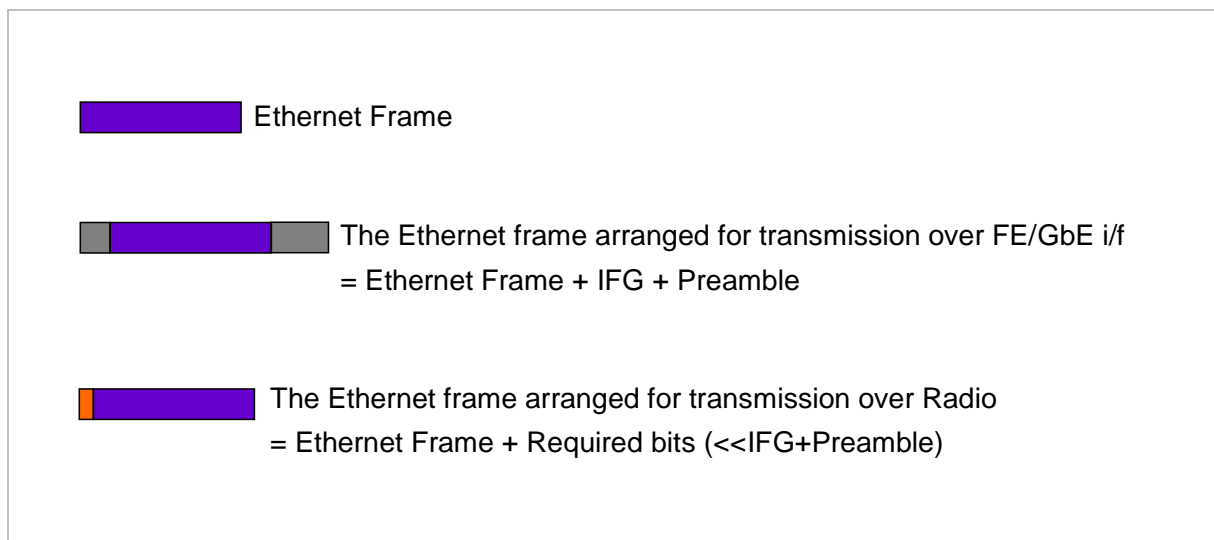 Ethernet Frame
The Ethernet frame arranged for transmission over FE/GbE i/f
= Ethernet Frame + IFG + Preamble
The Ethernet frame arranged for transmission over Radio
= Ethernet Frame + Required bits (<<IFG+Preamble)